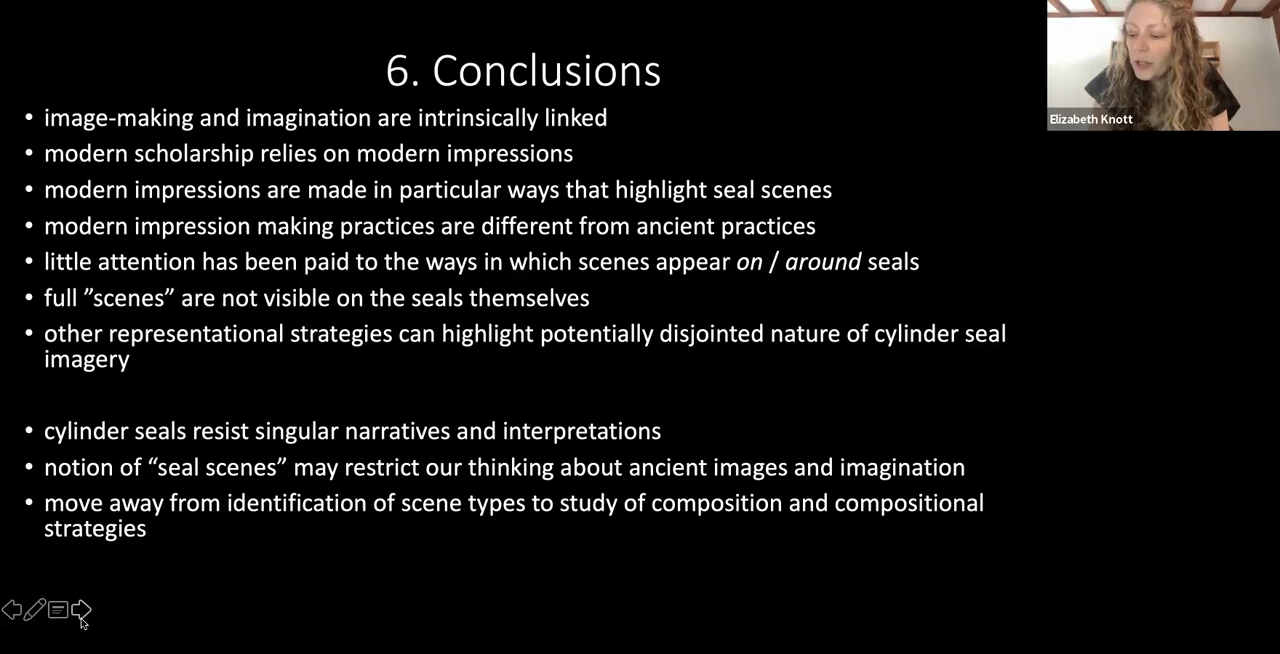 6. Conclusions
• image-making and imagination are intrinsically linked
• modern scholarship relies on modern impressions
• modern impressions are made in particular ways that highlight seal scenes
• modern impression making practices are different from ancient practices
• little attention has been paid to the ways in which scenes appear on / around seals
• full ”scenes” are not visible on the seals themselves
• other representational strategies can highlight potentially disjointed nature of cylinder seal
imagery
• cylinder seals resist singular narratives and interpretations
• notion of “seal scenes” may restrict our thinking about ancient images and imagination
• move away from identification of scene types to study of composition and compositional
strategies
Elizabeth Knott